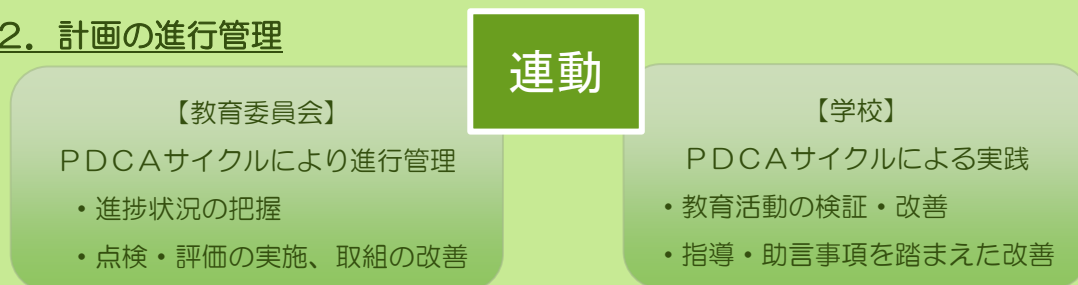 ２．計画の進行管理
連動
【教育委員会】
ＰＤＣＡサイクルにより進行管理
・進捗状況の把握
・点検・評価の実施、取組の改善
【学校】
ＰＤＣＡサイクルによる実践
・教育活動の検証・改善
・指導・助言事項を踏まえた改善